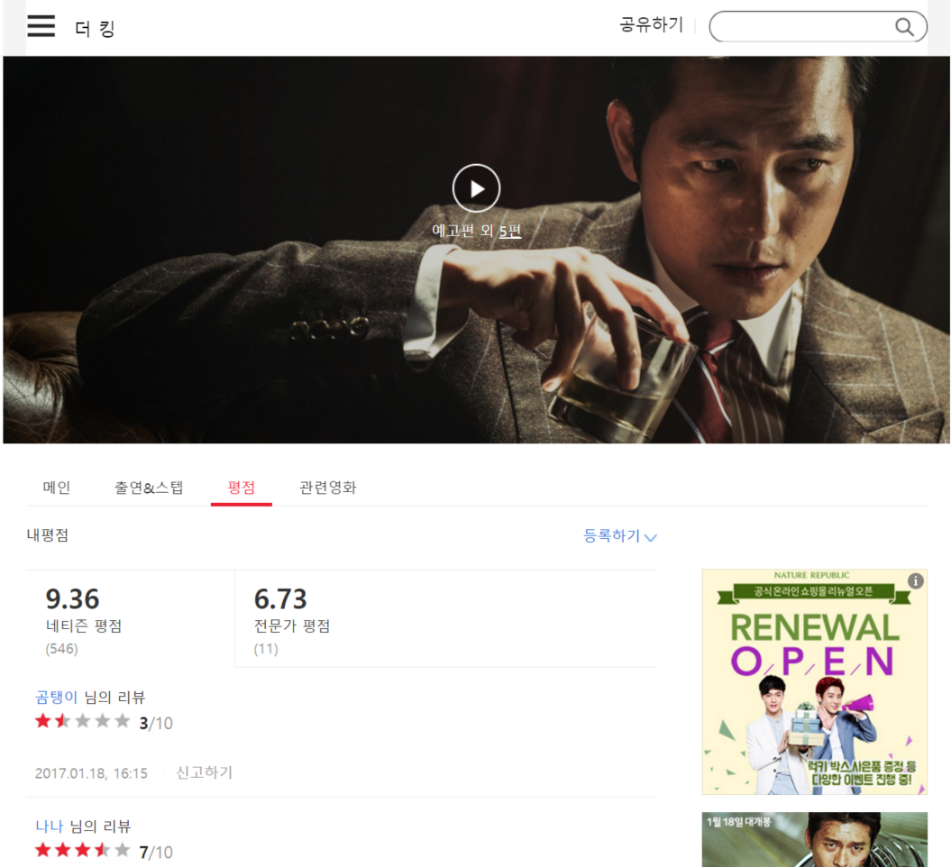 더 킹
공유하기
예고편 외 5편
메인 출연&스텝 평점 관련영화
내평점 등록하기
9.36
네티즌 평점
(546)
6.73
전문가 평점
(11)
곰탱이 님의 리뷰
3/10
2017.01.18, 16:15 신고하기
나나 님의 리뷰
7/10
NATURE REPUBLIC
공식 온라인 쇼핑몰 리뉴얼 오픈
RENEWAL
O/P/E/N
럭키 박스 사은품 증정 등
다양한 이벤트 진행 중!
1월 18일 대개봉